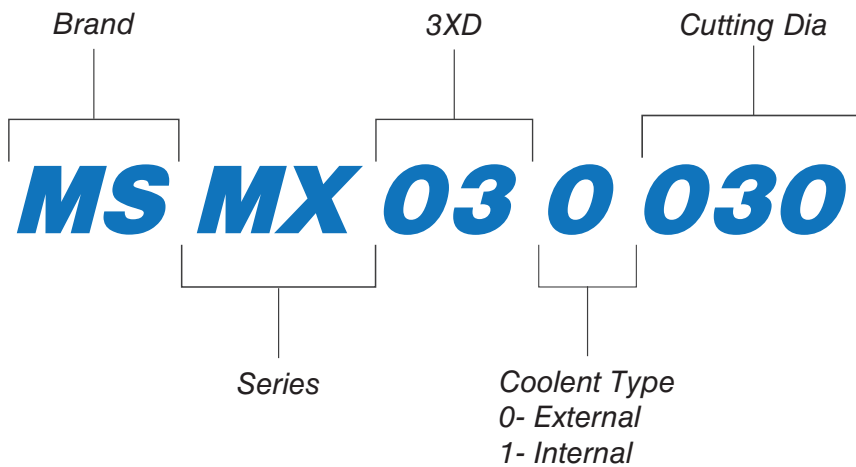 Brand 3XD Cutting Dia
MS MX 03 0 030
Series
Coolent Type
0- External
1- Internal